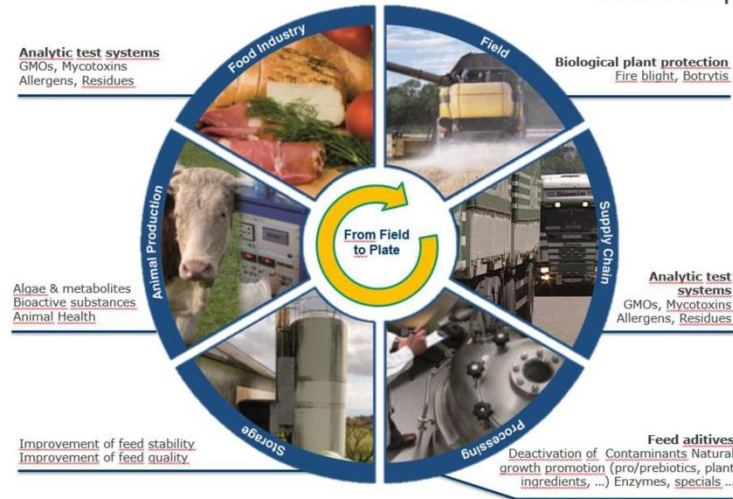 Analytic test systems
GMOs, Mycotoxins
Allergens, Residues
Food Industry
Field
Biological plant protection
Fire blight, Botrytis
Animal Production
From Field
to Plate
Supply Chain
Algae & metabolites
Bioactive substances
Animal Health
Analytic test
systems
GMOs, Mycotoxins
Allergens, Residues
Storage
Processing
Improvement of feed stability
Improvement of feed quality
Feed aditives
Deactivation of Contaminants Natural
growth promotion (pro/prebiotics, plant
ingredients, ...) Enzymes, specials ...